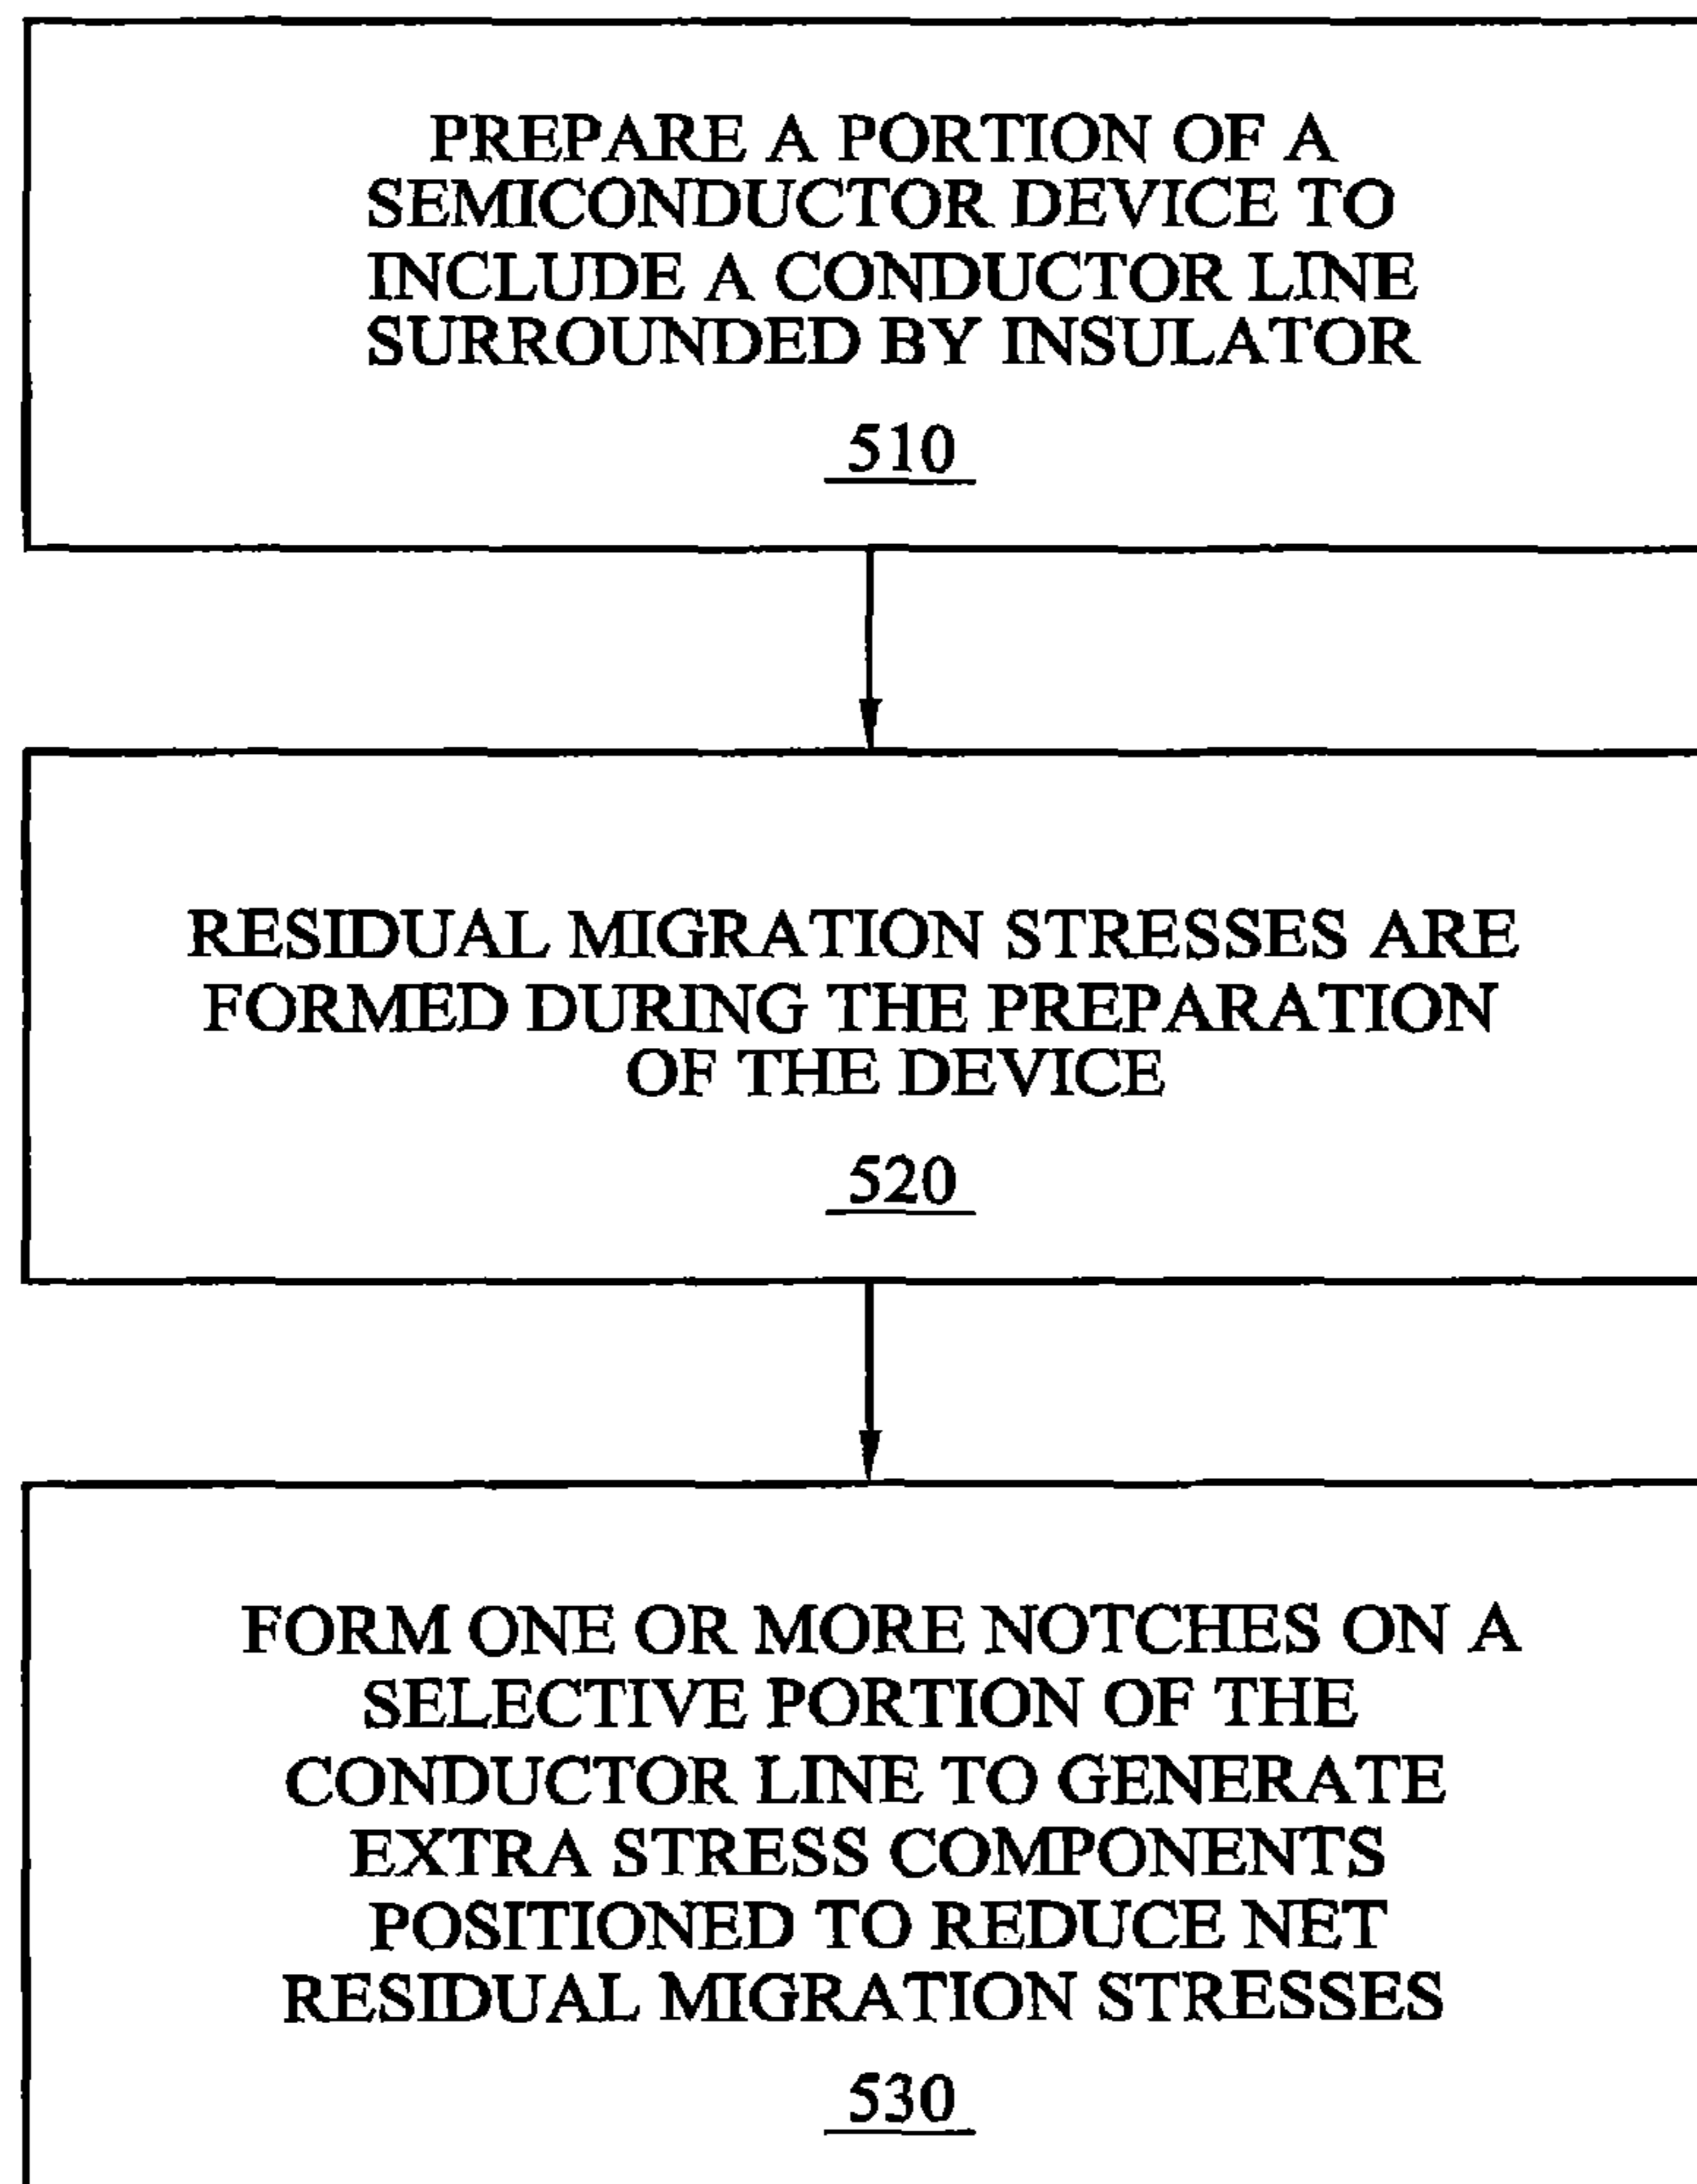 PREPARE A PORTION OF A
SEMICONDUCTOR DEVICE TO
INCLUDE A CONDUCTOR LINE
SURROUNDED BY INSULATOR
510
RESIDUAL MIGRATION STRESSES ARE
FORMED DURING THE PREPARATION
OF THE DEVICE
520
FORM ONE OR MORE NOTCHES ON A
SELECTIVE PORTION OF THE
CONDUCTOR LINE TO GENERATE
EXTRA STRESS COMPONENTS
POSITIONED TO REDUCE NET
RESIDUAL MIGRATION STRESSES
530